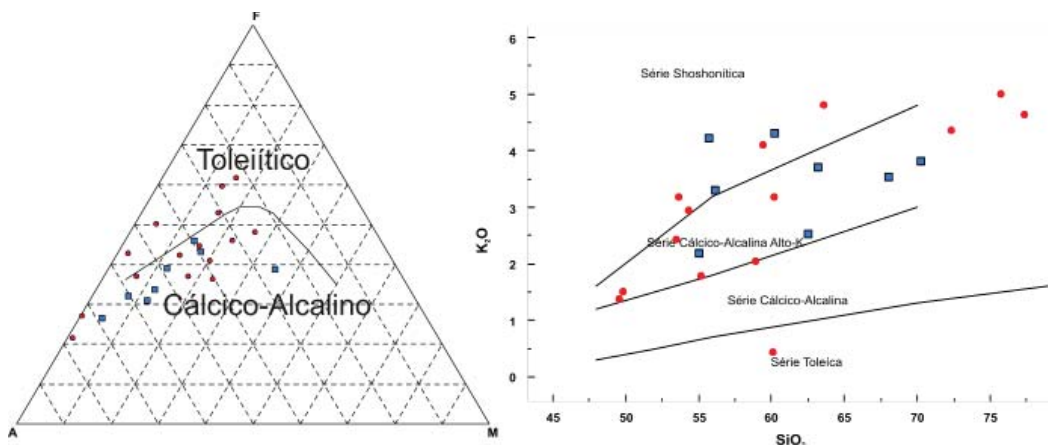 F
Toleiítico
Cálcico-Alcalino
A
M
K2O
6
5
4
3
2
1
0
Série Shoshonítica
Série Cálcico-Alcalina Alto-K
Série Cálcico-Alcalina
Série Toleíca
45
50
55
60
65
70
75
SiO2